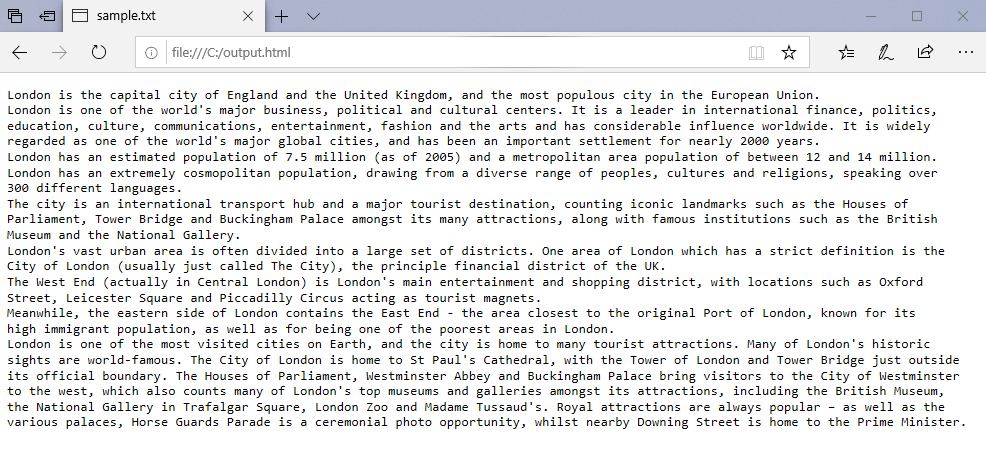 sample.txt
file:///C:/output.html
London is the capital city of England and the United Kingdom, and the most populous city in the European Union.
London is one of the world's major business, political and cultural centers. It is a leader in international finance, politics,
education, culture, communications, entertainment, fashion and the arts and has considerable influence worldwide. It is widely
regarded as one of the world's major global cities, and has been an important settlement for nearly 2000 years.
London has an estimated population of 7.5 million (as of 2005) and a metropolitan area population of between 12 and 14 million.
London has an extremely cosmopolitan population, drawing from a diverse range of peoples, cultures and religions, speaking over
300 different languages.
The city is an international transport hub and a major tourist destination, counting iconic landmarks such as the Houses of
Parliament, Tower Bridge and Buckingham Palace amongst its many attractions, along with famous institutions such as the British
Museum and the National Gallery.
London's vast urban area is often divided into a large set of districts. One area of London which has a strict definition is the
City of London (usually just called The City), the principle financial district of the UK.
The West End (actually in Central London) is London's main entertainment and shopping district, with locations such as Oxford
Street, Leicester Square and Piccadilly Circus acting as tourist magnets.
Meanwhile, the eastern side of London contains the East End - the area closest to the original Port of London, known for its
high immigrant population, as well as for being one of the poorest areas in London.
London is one of the most visited cities on Earth, and the city is home to many tourist attractions. Many of London's historic
sights are world-famous. The City of London is home to St Paul's Cathedral, with the Tower of London and Tower Bridge just outside
its official boundary. The Houses of Parliament, Westminster Abbey and Buckingham Palace bring visitors to the City of Westminster
to the west, which also counts many of London's top museums and galleries amongst its attractions, including the British Museum,
the National Gallery in Trafalgar Square, London Zoo and Madame Tussaud's. Royal attractions are always popular – as well as the
various palaces, Horse Guards Parade is a ceremonial photo opportunity, whilst nearby Downing Street is home to the Prime Minister.